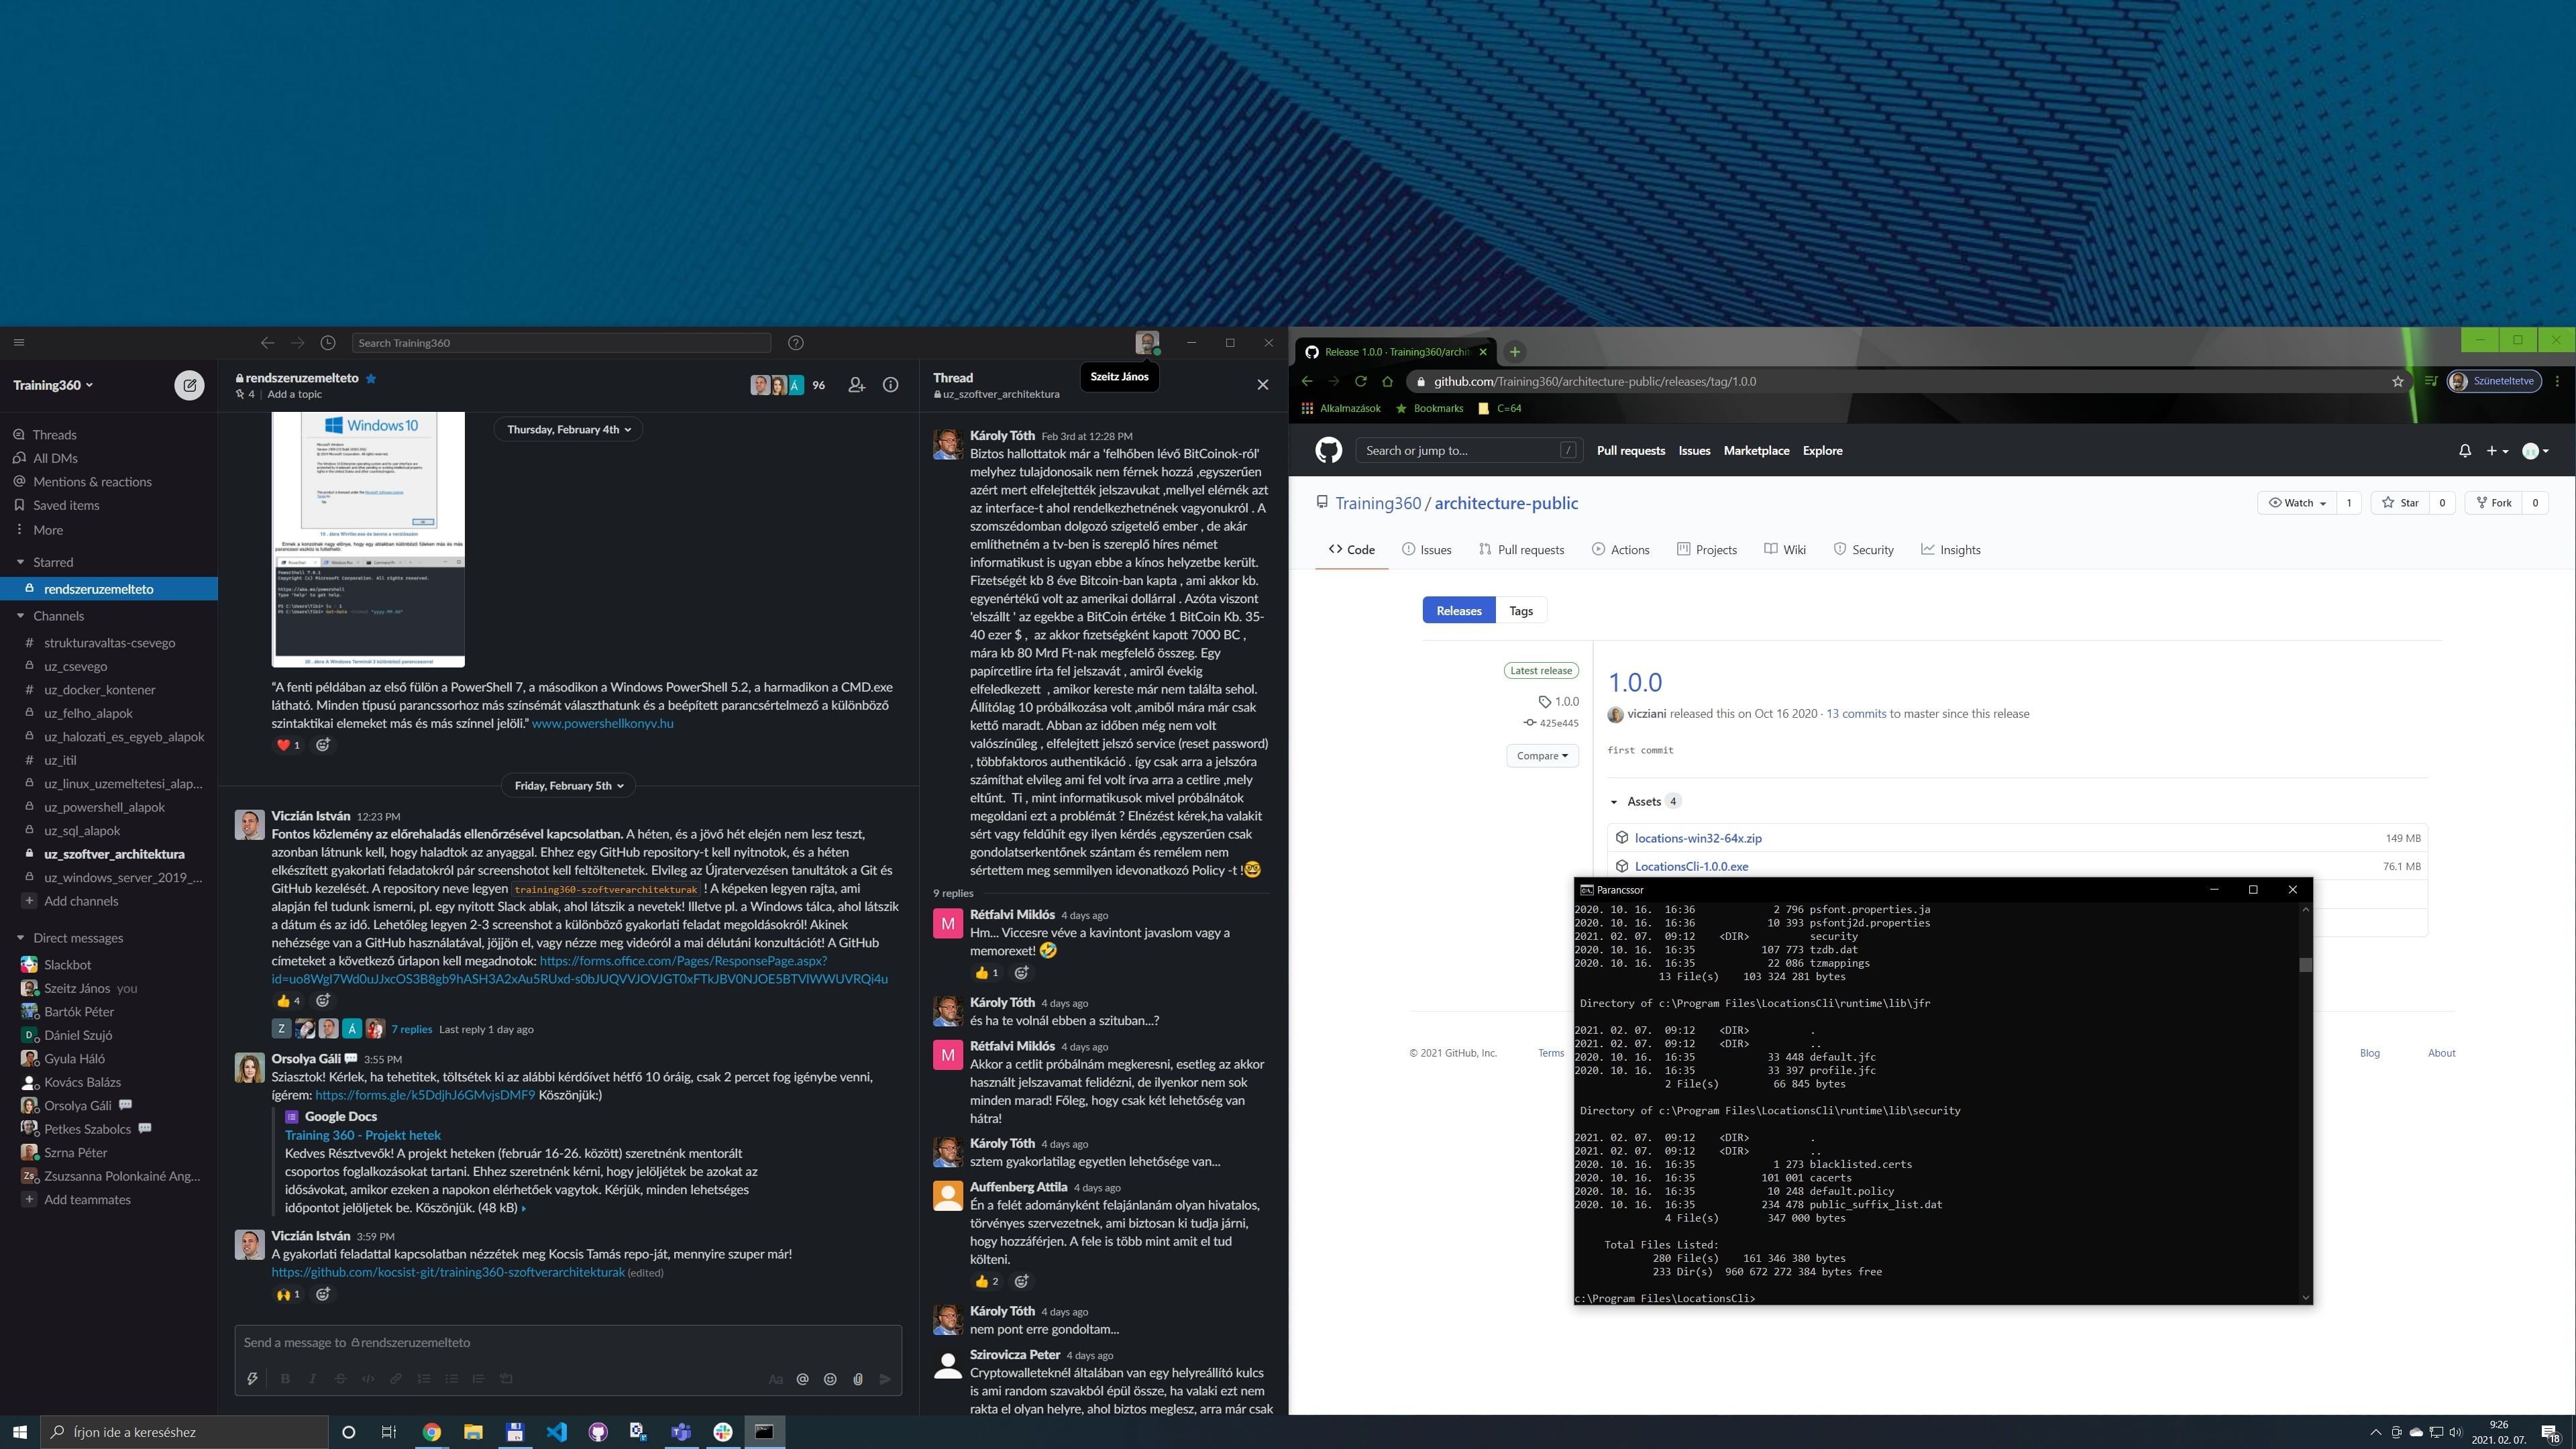 Search Training360
Training360
Threads
All DMs
Mentions & reactions
Saved items
More
Starred
rendszeruzemelteto
Channels
# strukturavaltas-csevego
uz_csevego
# uz_docker_kontener
uz_felho_alapok
uz_halozati_es_egyeb_alapok
# uz_itil
uz_linux_uzemeltetesi_alap...
uz_powershell_alapok
uz_sql_alapok
uz_szoftver_architektura
uz_windows_server_2019_...
+ Add channels
Direct messages
Slackbot
Szeitz János you
Bartók Péter
D Dániel Szujó
Gyula Háló
Kovács Balázs
Orsolya Gáli
Petkes Szabolcs
Szrna Péter
Zs Zsuzsanna Polonkainé Ang...
+ Add teammates
rendszeruzemelteto
4 | Add a topic
Á 96
Windows 10
Thursday, February 4th
“A fenti példában az első fülön a PowerShell 7, a másodikon a Windows PowerShell 5.2, a harmadikon a CMD.exe
látható. Minden típusú parancssorhoz más színsémát választhatunk és a beépített parancsértelmező a különböző
szintaktikai elemeket más és más színnel jelöli.” www.powershellkonyv.hu
1
Friday, February 5th
Viczián István 12:23 PM
Fontos közlemény az előrehaladás ellenőrzésével kapcsolatban. A héten, és a jövő hét elején nem lesz teszt,
azonban látnunk kell, hogy haladtok az anyaggal. Ehhez egy GitHub repository-t kell nyitnotok, és a héten
elkészített gyakorlati feladatokról pár screenshotot kell feltöltenetek. Elvileg az Újratervezésen tanultátok a Git és
GitHub kezelését. A repository neve legyen training360-szoftverarchitekturak ! A képeken legyen rajta, ami
alapján fel tudunk ismerni, pl. egy nyitott Slack ablak, ahol látszik a nevetek! Illetve pl. a Windows tálca, ahol látszik
a dátum és az idő. Lehetőleg legyen 2-3 screenshot a különböző gyakorlati feladat megoldásokról! Akinek
nehézsége van a GitHub használatával, jöjjön el, vagy nézze meg videóról a mai délutáni konzultációt! A GitHub
címeteket a következő űrlapon kell megadnotok: https://forms.office.com/Pages/ResponsePage.aspx?
id=uo8Wgl7Wd0uJJxcOS3B8gb9hASH3A2xAu5RUxd-s0bJUQVVJOVJGT0xFTkJBV0NJOE5BTVlWWUVRQi4u
4
Z Á 7 replies Last reply 1 day ago
Orsolya Gáli 3:55 PM
Sziasztok! Kérlek, ha tehetitek, töltsétek ki az alábbi kérdőívet hétfő 10 óráig, csak 2 percet fog igénybe venni,
ígérem: https://forms.gle/k5DdjhJ6GMvjsDMF9 Köszönjük:)
Google Docs
Training 360 - Projekt hetek
Kedves Résztvevők! A projekt heteken (február 16-26. között) szeretnénk mentorált
csoportos foglalkozásokat tartani. Ehhez szeretnénk kérni, hogy jelöljétek be azokat az
idősávokat, amikor ezeken a napokon elérhetőek vagytok. Kérjük, minden lehetséges
időpontot jelöljetek be. Köszönjük. (48 kB)
Viczián István 3:59 PM
A gyakorlati feladattal kapcsolatban nézzétek meg Kocsis Tamás repo-ját, mennyire szuper már!
https://github.com/kocsist-git/training360-szoftverarchitekturak (edited)
1
Send a message to rendszeruzemelteto
Thread
uz_szoftver_architektura
Szeitz János
Károly Tóth Feb 3rd at 12:28 PM
Biztos hallottatok már a 'felhőben lévő BitCoinok-ról'
melyhez tulajdonosaik nem férnek hozzá ,egyszerűen
azért mert elfelejtették jelszavukat ,mellyel elérnék azt
az interface-t ahol rendelkezhetnének vagyonukról . A
szomszédomban dolgozó szigetelő ember , de akár
említhetném a tv-ben is szereplő híres német
informatikust is ugyan ebbe a kínos helyzetbe került.
Fizetségét kb 8 éve Bitcoin-ban kapta , ami akkor kb.
egyenértékű volt az amerikai dollárral . Azóta viszont
'elszállt ' az egekbe a BitCoin értéke 1 BitCoin Kb. 35-
40 ezer $ , az akkor fizetségként kapott 7000 BC ,
mára kb 80 Mrd Ft-nak megfelelő összeg. Egy
papírcetlire írta fel jelszavát , amiről évekig
elfeledkezett , amikor kereste már nem találta sehol.
Állítólag 10 próbálkozása volt ,amiből mára már csak
kettő maradt. Abban az időben még nem volt
valószínűleg , elfelejtett jelszó service (reset password)
, többfaktoros authentikáció . így csak arra a jelszóra
számíthat elvileg ami fel volt írva arra a cetlire ,mely
eltűnt. Ti , mint informatikusok mivel próbálnátok
megoldani ezt a problémát ? Elnézést kérek,ha valakit
sért vagy feldühít egy ilyen kérdés ,egyszerűen csak
gondolatserkentőnek szántam és remélem nem
sértettem meg semmilyen idevonatkozó Policy -t !
9 replies
M Rétfalvi Miklós 4 days ago
Hm... Viccesre véve a kavintont javaslom vagy a
memorexet!
1
Károly Tóth 4 days ago
és ha te volnál ebben a szituban...?
M Rétfalvi Miklós 4 days ago
Akkor a cetlit próbálnám megkeresni, esetleg az akkor
használt jelszavamat felidézni, de ilyenkor nem sok
minden marad! Főleg, hogy csak két lehetőség van
hátra!
Károly Tóth 4 days ago
sztem gyakorlatilag egyetlen lehetősége van...
Auffenberg Attila 4 days ago
Én a felét adományként felajánlanám olyan hivatalos,
törvényes szervezetnek, ami biztosan ki tudja járni,
hogy hozzáférjen. A fele is több mint amit el tud
költeni.
2
Károly Tóth 4 days ago
nem pont erre gondoltam...
Szirovicza Peter 4 days ago
Cryptowalleteknél általában van egy helyreállító kulcs
is ami random szavakból épül össze, ha valaki ezt nem
rakta el olyan helyre, ahol biztos meglesz, arra már csak
Release 1.0.0 · Training360/archit
github.com/Training360/architecture-public/releases/tag/1.0.0
Szüneteltetve
Alkalmazások Bookmarks C=64
Search or jump to... /
Pull requests Issues Marketplace Explore
Training360 / architecture-public
Watch 1 Star 0 Fork 0
Code Issues Pull requests Actions Projects Wiki Security Insights
Releases Tags
Latest release
1.0.0
425e445
Compare
1.0.0
vicziani released this on Oct 16 2020 · 13 commits to master since this release
first commit
Assets 4
locations-win32-64x.zip 149 MB
LocationsCli-1.0.0.exe 76.1 MB
© 2021 GitHub, Inc. Terms Blog About
Parancssor
2020. 10. 16. 16:36 2 796 psfont.properties.ja
2020. 10. 16. 16:36 10 393 psfontj2d.properties
2021. 02. 07. 09:12 <DIR> security
2020. 10. 16. 16:35 107 773 tzdb.dat
2020. 10. 16. 16:35 22 086 tzmappings
13 File(s) 103 324 281 bytes
Directory of c:\Program Files\LocationsCli\runtime\lib\jfr
2021. 02. 07. 09:12 <DIR> .
2021. 02. 07. 09:12 <DIR> ..
2020. 10. 16. 16:35 33 448 default.jfc
2020. 10. 16. 16:35 33 397 profile.jfc
2 File(s) 66 845 bytes
Directory of c:\Program Files\LocationsCli\runtime\lib\security
2021. 02. 07. 09:12 <DIR> .
2021. 02. 07. 09:12 <DIR> ..
2020. 10. 16. 16:35 1 273 blacklisted.certs
2020. 10. 16. 16:35 101 001 cacerts
2020. 10. 16. 16:35 10 248 default.policy
2020. 10. 16. 16:35 234 478 public_suffix_list.dat
4 File(s) 347 000 bytes
Total Files Listed:
280 File(s) 161 346 380 bytes
233 Dir(s) 960 672 272 384 bytes free
c:\Program Files\LocationsCli>
Írjon ide a kereséshez
9:26
2021. 02. 07.
18